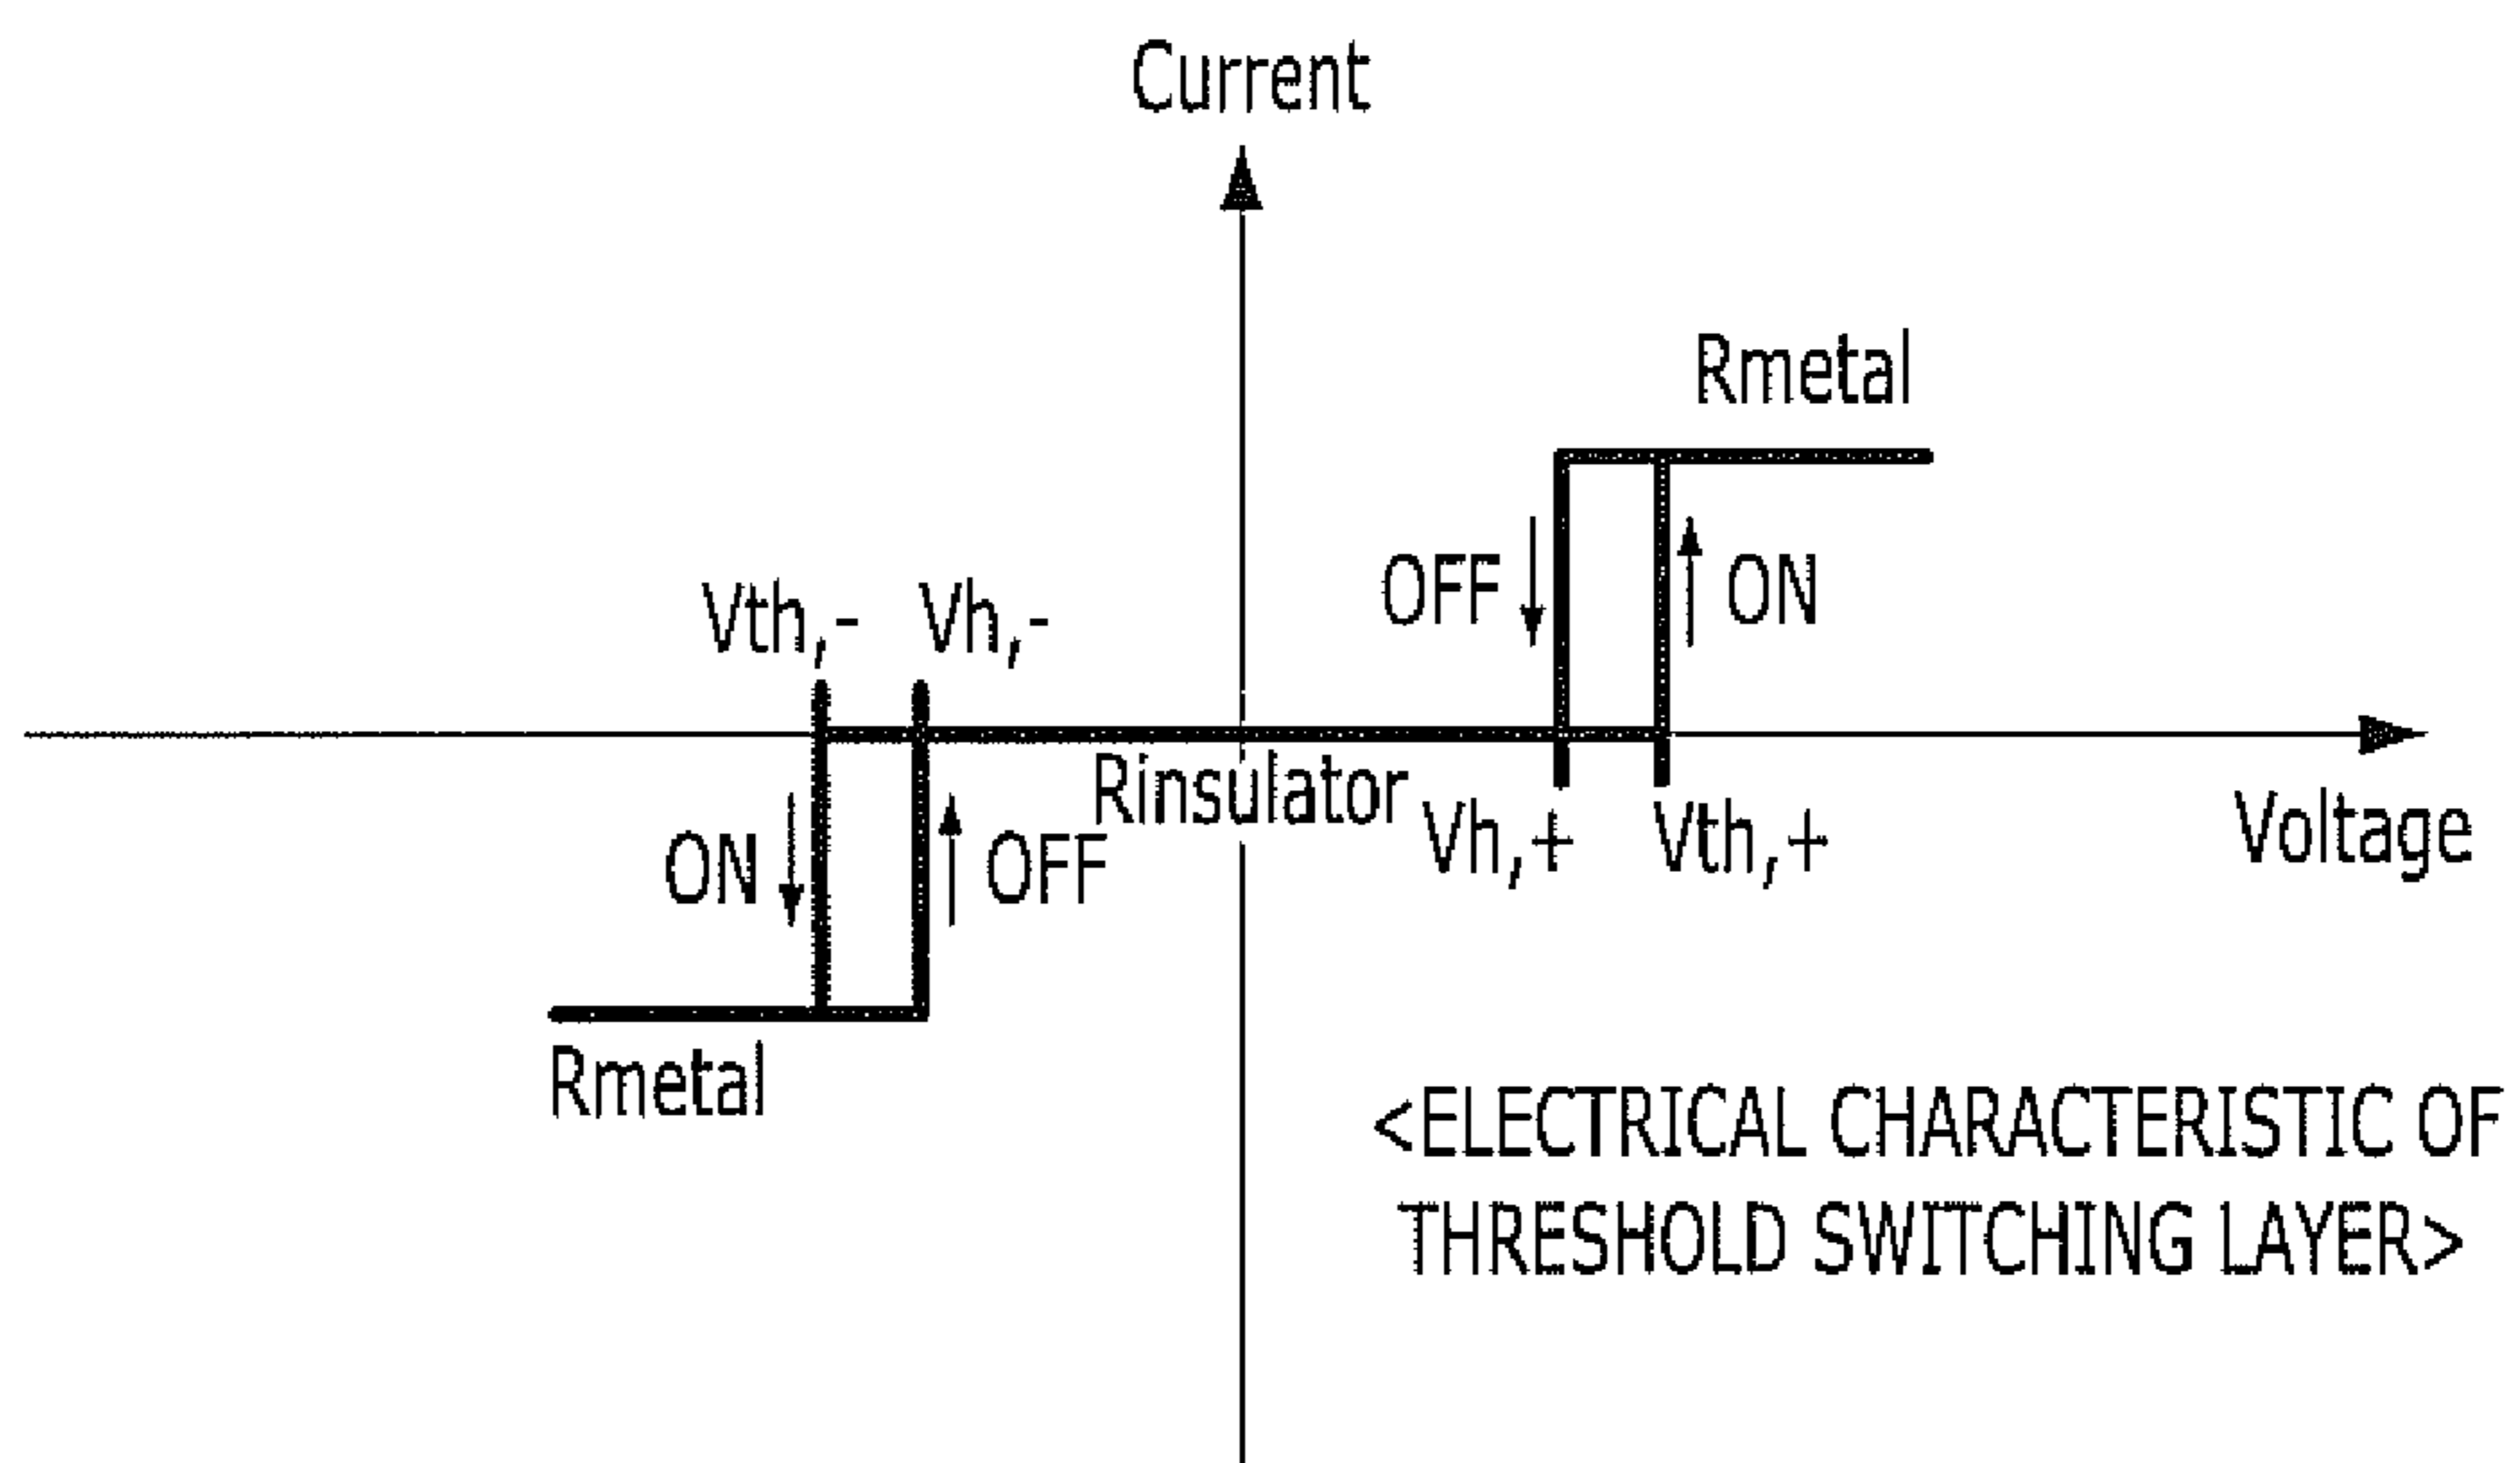 Current
Rmetal
OFF
ON
Vth,-
Vh,-
Rinsulator
Vh,+
Vth,+
Voltage
ON
OFF
Rmetal
<ELECTRICAL CHARACTERISTIC OF
THRESHOLD SWITCHING LAYER>